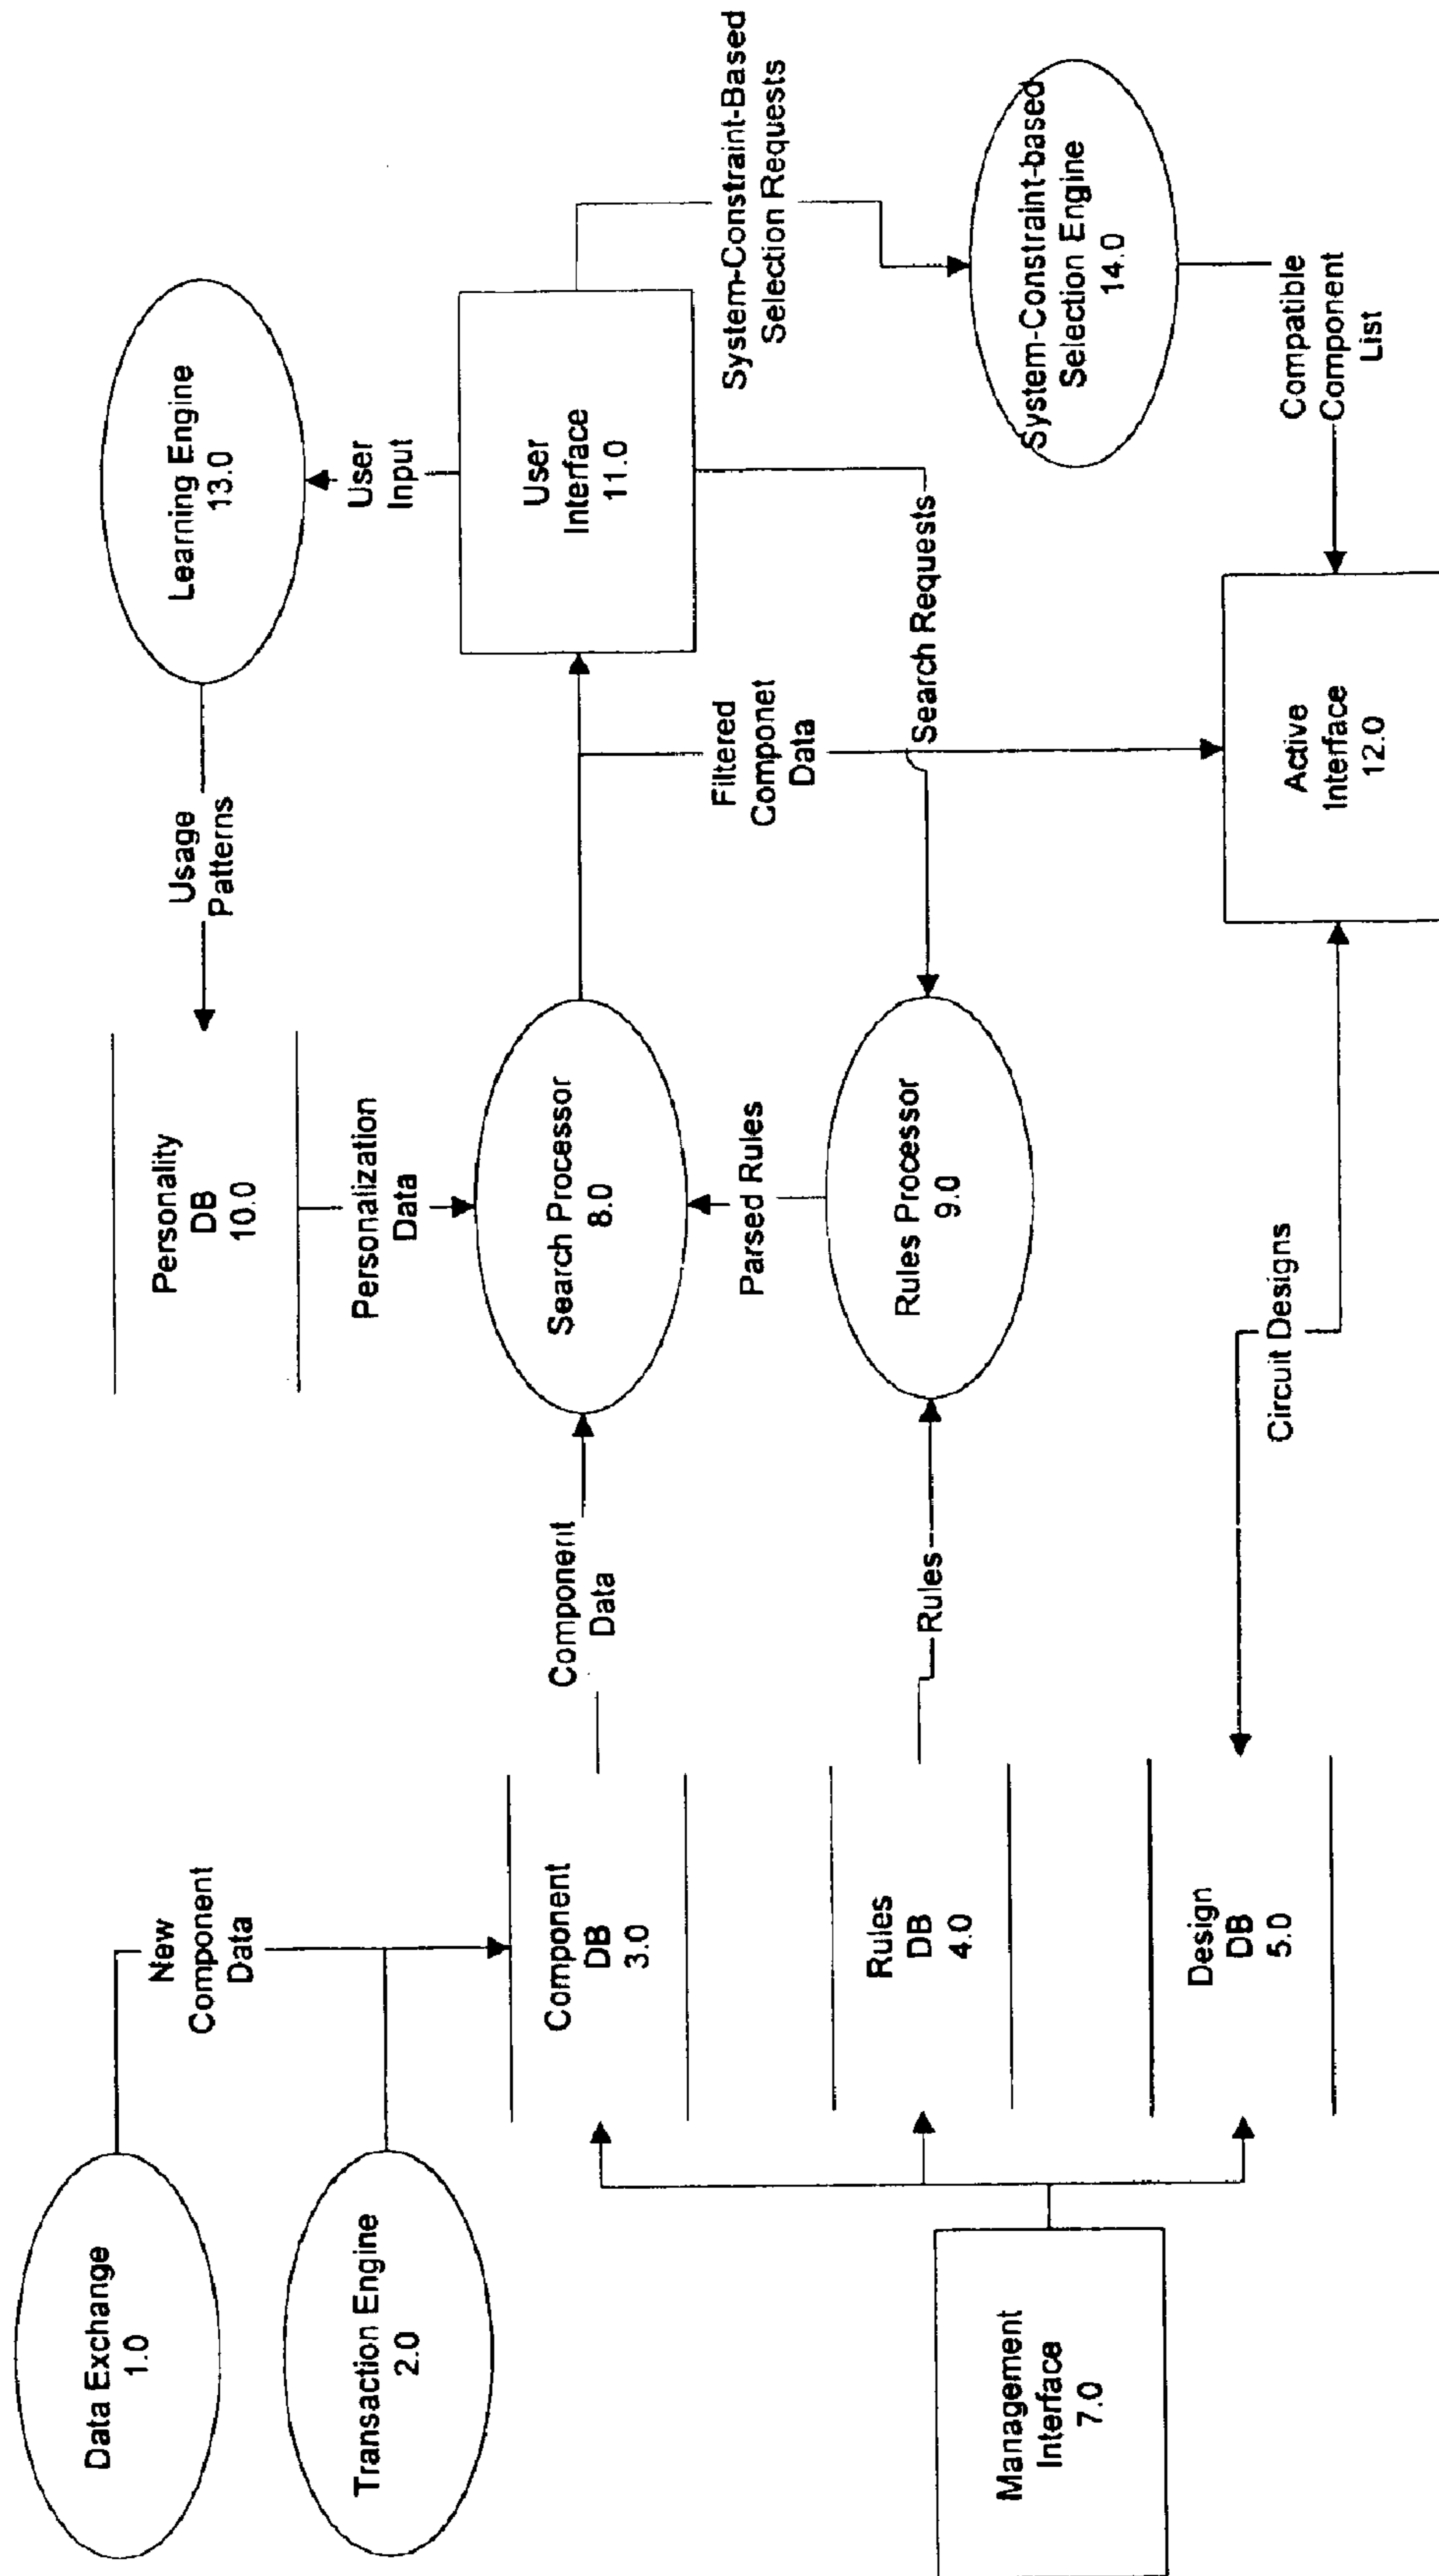 Data Exchange
1.0
New
Component
Data
Usage
Patterns
Learning Engine
13.0
Transaction Engine
2.0
Personality
DB
10.0
User
Input
Personalization
Data
Component
DB
3.0
Component
Data
Search Processor
8.0
User
Interface
11.0
Filtered
Componet
Data
System-Constraint-Based
Selection Requests
Parsed Rules
Rules
DB
4.0
Rules
Rules Processor
9.0
Search Requests
Management
Interface
7.0
System-Constraint-based
Selection Engine
14.0
Design
DB
5.0
Circuit Designs
Active
Interface
12.0
Compatible
Component
List